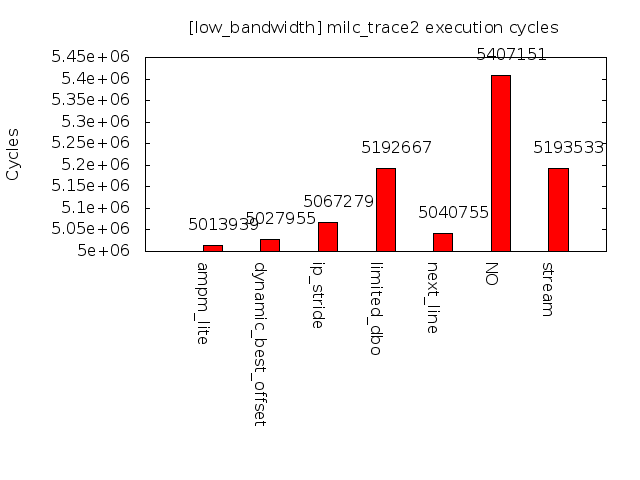 [low_bandwidth] milc_trace2 execution cycles
Cycles
5.45e+06
5.4e+06
5.35e+06
5.3e+06
5.25e+06
5.2e+06
5.15e+06
5.1e+06
5.05e+06
5e+06
5013939
5027955
5067279
5192667
5040755
5407151
5193533
ampm_lite
dynamic_best_offset
ip_stride
limited_dbo
next_line
NO
stream